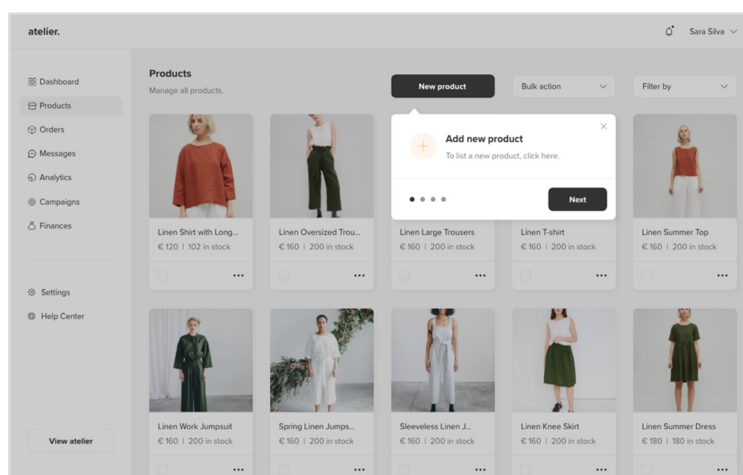 atelier.
Sara Silva
Dashboard
Products
Orders
Messages
Analytics
Campaigns
Finances
Settings
Help Center
View atelier
Products
Manage all products.
New product
Bulk action
Filter by
Add new product
To list a new product, click here.
Next
Linen Shirt with Long...
€ 120 | 102 in stock
Linen Oversized Trou...
€ 160 | 200 in stock
Linen Large Trousers
€ 160 | 200 in stock
Linen T-shirt
€ 160 | 200 in stock
Linen Summer Top
€ 160 | 200 in stock
Linen Work Jumpsuit
€ 160 | 200 in stock
Spring Linen Jumps...
€ 160 | 200 in stock
Sleeveless Linen J...
€ 160 | 200 in stock
Linen Knee Skirt
€ 160 | 200 in stock
Linen Summer Dress
€ 180 | 180 in stock